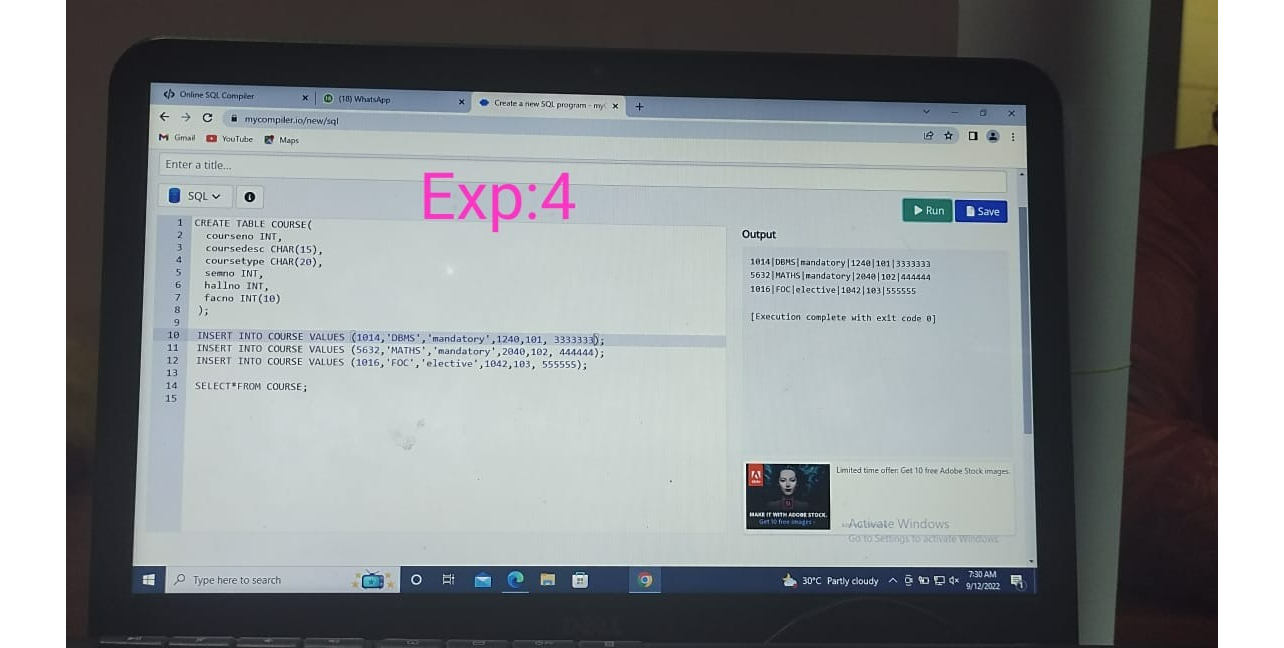 Online SQL Compiler
(18) WhatsApp
Create a new SQL program - my
mycompiler.io/new/sql
Gmail YouTube Maps
Enter a title...
Exp:4
SQL
Run Save
1 CREATE TABLE COURSE(
2 courseno INT,
3 coursedesc CHAR(15),
4 coursetype CHAR(20),
5 semno INT,
6 hallno INT,
7 facno INT(10)
8 );
9
10 INSERT INTO COURSE VALUES (1014,'DBMS','mandatory',1240,101, 3333333);
11 INSERT INTO COURSE VALUES (5632,'MATHS','mandatory',2040,102, 444444);
12 INSERT INTO COURSE VALUES (1016,'FOC','elective',1042,103, 555555);
13
14 SELECT*FROM COURSE;
15
Output
1014|DBMS|mandatory|1240|101|3333333
5632|MATHS|mandatory|2040|102|444444
1016|FOC|elective|1042|103|555555
[Execution complete with exit code 0]
Limited time offer: Get 10 free Adobe Stock images.
Adobe
MAKE IT WITH ADOBE STOCK.
Get 10 free images
Activate Windows
Go to Settings to activate Windows.
Type here to search
30°C Partly cloudy
7:30 AM
9/12/2022
1